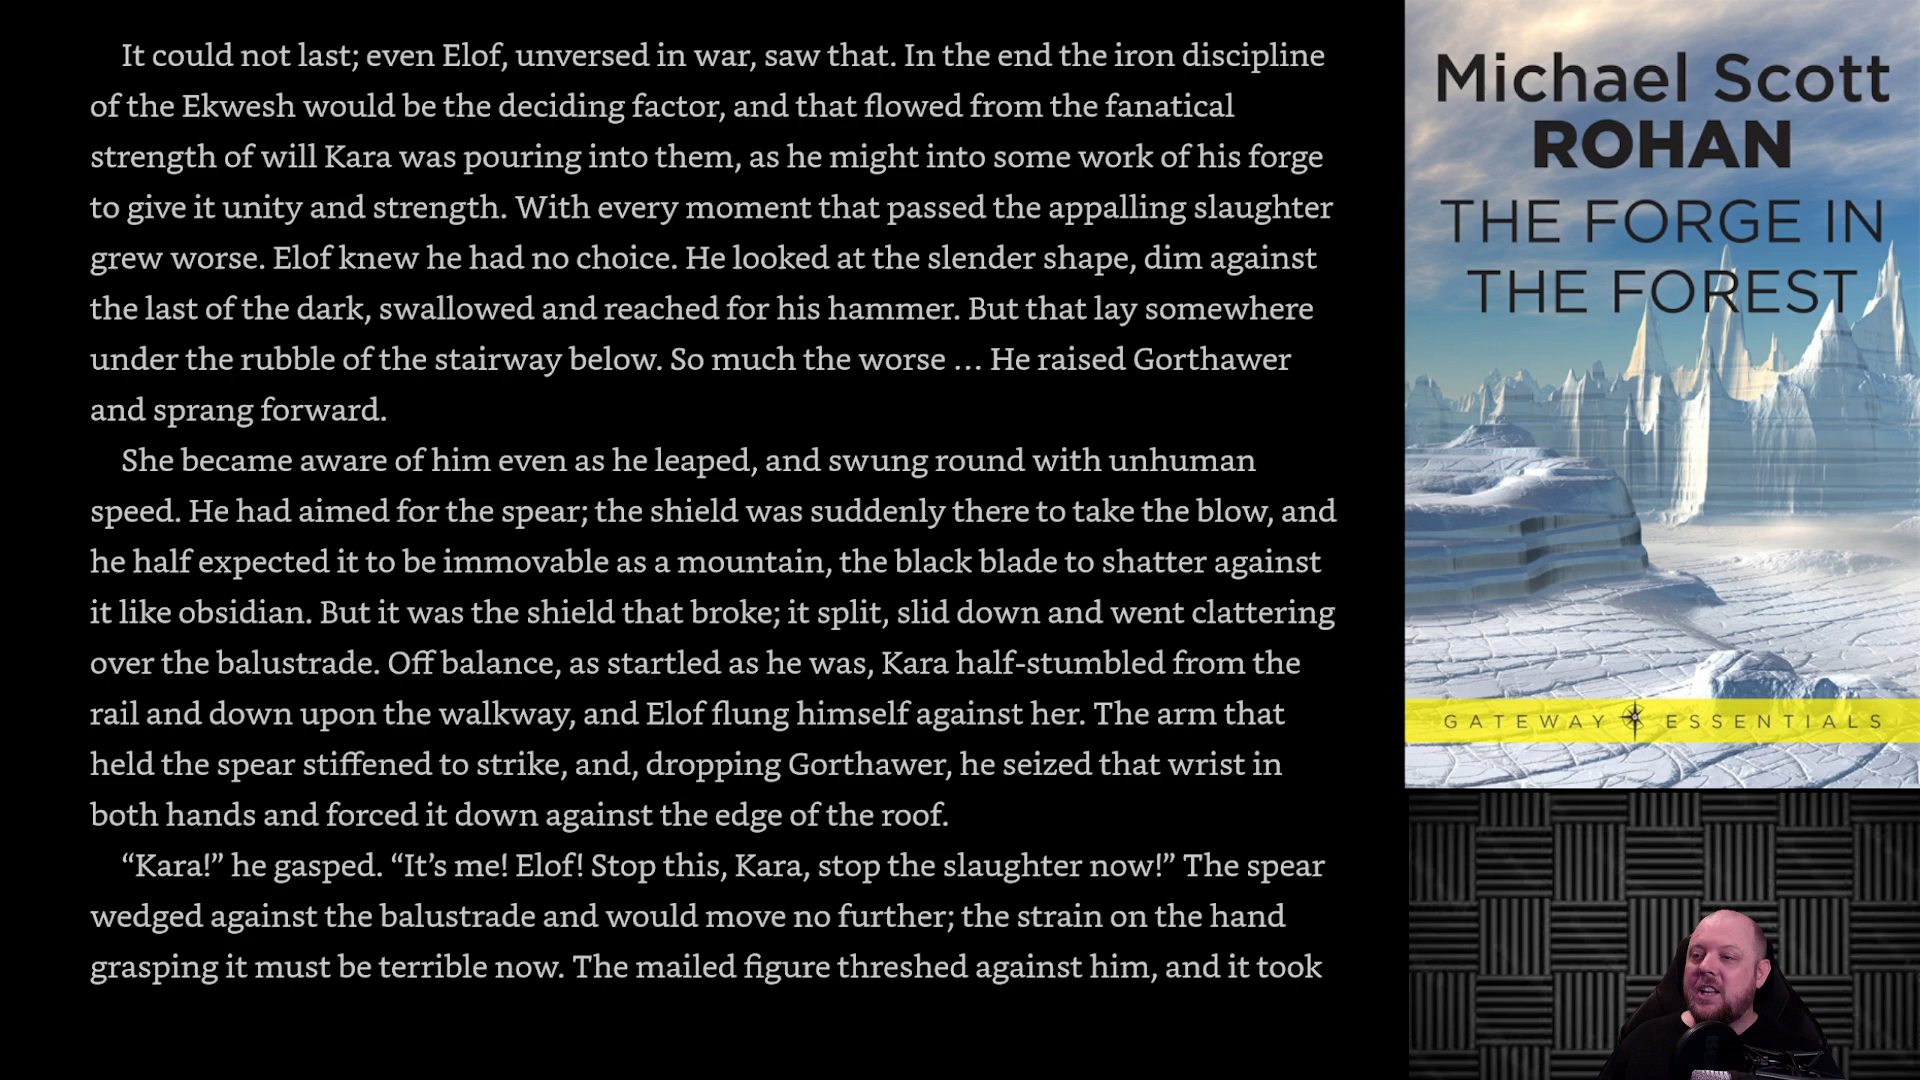 It could not last; even Elof, unversed in war, saw that. In the end the iron discipline
of the Ekwesh would be the deciding factor, and that flowed from the fanatical
strength of will Kara was pouring into them, as he might into some work of his forge
to give it unity and strength. With every moment that passed the appalling slaughter
grew worse. Elof knew he had no choice. He looked at the slender shape, dim against
the last of the dark, swallowed and reached for his hammer. But that lay somewhere
under the rubble of the stairway below. So much the worse … He raised Gorthawer
and sprang forward.
She became aware of him even as he leaped, and swung round with unhuman
speed. He had aimed for the spear; the shield was suddenly there to take the blow, and
he half expected it to be immovable as a mountain, the black blade to shatter against
it like obsidian. But it was the shield that broke; it split, slid down and went clattering
over the balustrade. Off balance, as startled as he was, Kara half-stumbled from the
rail and down upon the walkway, and Elof flung himself against her. The arm that
held the spear stiffened to strike, and, dropping Gorthawer, he seized that wrist in
both hands and forced it down against the edge of the roof.
“Kara!” he gasped. “It’s me! Elof! Stop this, Kara, stop the slaughter now!” The spear
wedged against the balustrade and would move no further; the strain on the hand
grasping it must be terrible now. The mailed figure threshed against him, and it took
Michael Scott
ROHAN
THE FORGE IN
THE FOREST
GATEWAY ESSENTIALS